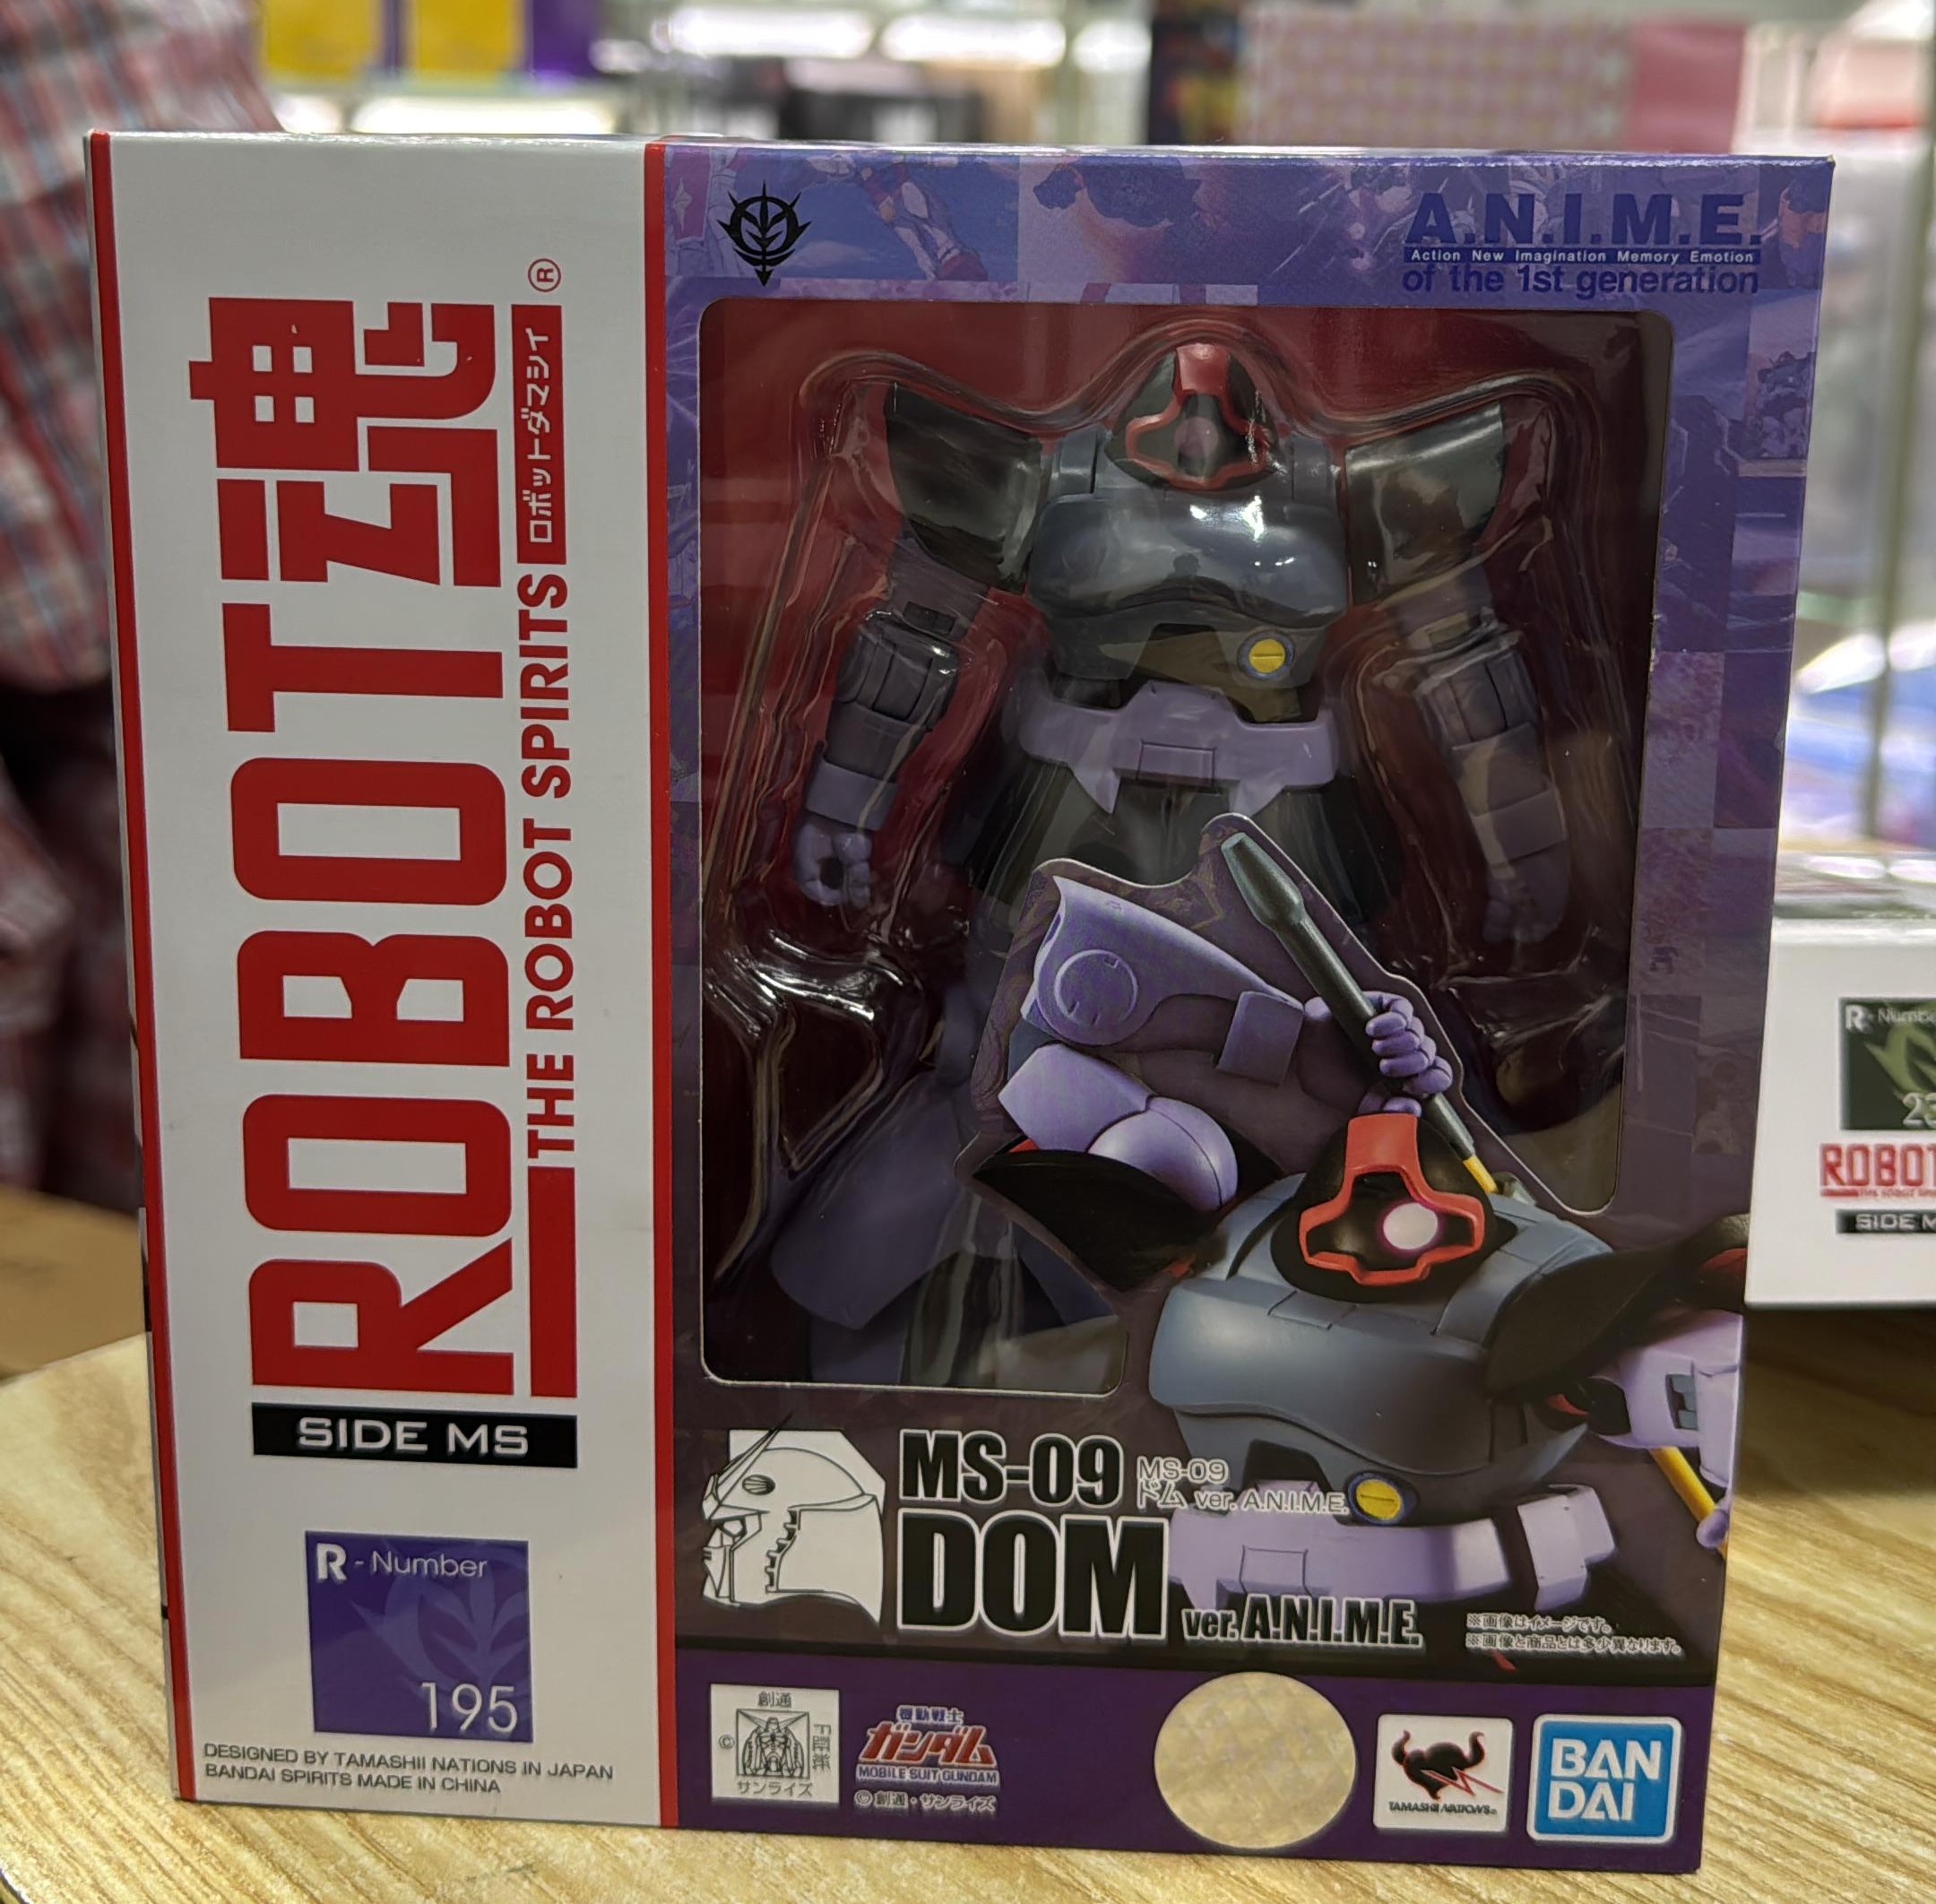 ROBOT魂
ロボットダマシイ
®
THE ROBOT SPIRITS
SIDE MS
R-Number
195
DESIGNED BY TAMASHII NATIONS IN JAPAN
BANDAI SPIRITS MADE IN CHINA
A.N.I.M.E.
Action New Imagination Memory Emotion
of the 1st generation
MS-09
DOM
ver. A.N.I.M.E.
MS-09
ドム ver. A.N.I.M.E.
※画像はイメージです。
※画像と商品とは多少異なります。
創通
©
サンライズ
機動戦士
ガンダム
MOBILE SUIT GUNDAM
©創通・サンライズ
TAMASHII NATIONS®
BAN
DAI
R-Numbe
ROBOT
SIDE M